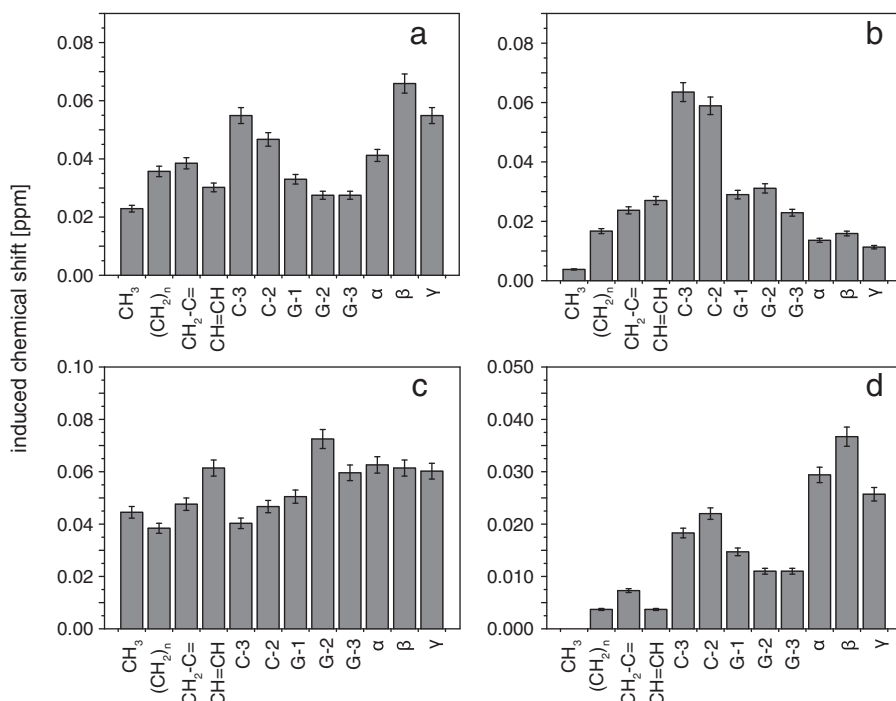 a
0.08
0.06
0.04
0.02
0.00
CH3
(CH2)n
CH2-C=
CH=CH
C-3
C-2
G-1
G-2
G-3
α
β
γ
b
0.08
0.06
0.04
0.02
0.00
CH3
(CH2)n
CH2-C=
CH=CH
C-3
C-2
G-1
G-2
G-3
α
β
γ
induced chemical shift [ppm]
c
0.10
0.08
0.06
0.04
0.02
0.00
CH3
(CH2)n
CH2-C=
CH=CH
C-3
C-2
G-1
G-2
G-3
α
β
γ
d
0.050
0.040
0.030
0.020
0.010
0.000
CH3
(CH2)n
CH2-C=
CH=CH
C-3
C-2
G-1
G-2
G-3
α
β
γ